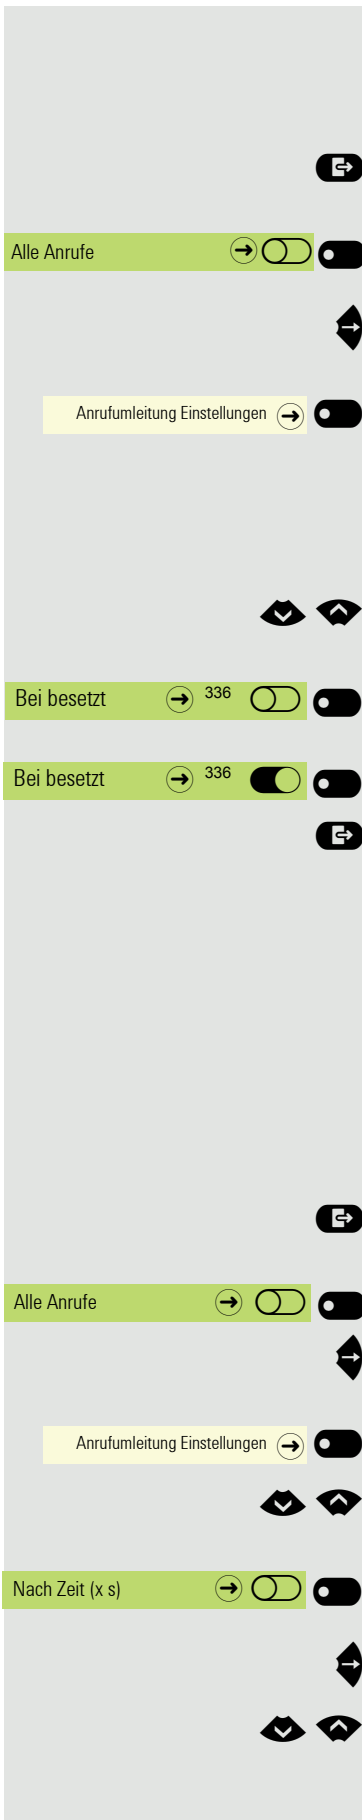 Alle Anrufe
Anrufumleitung Einstellungen
Bei besetzt 336
Bei besetzt 336
Alle Anrufe
Anrufumleitung Einstellungen
Nach Zeit (x s)